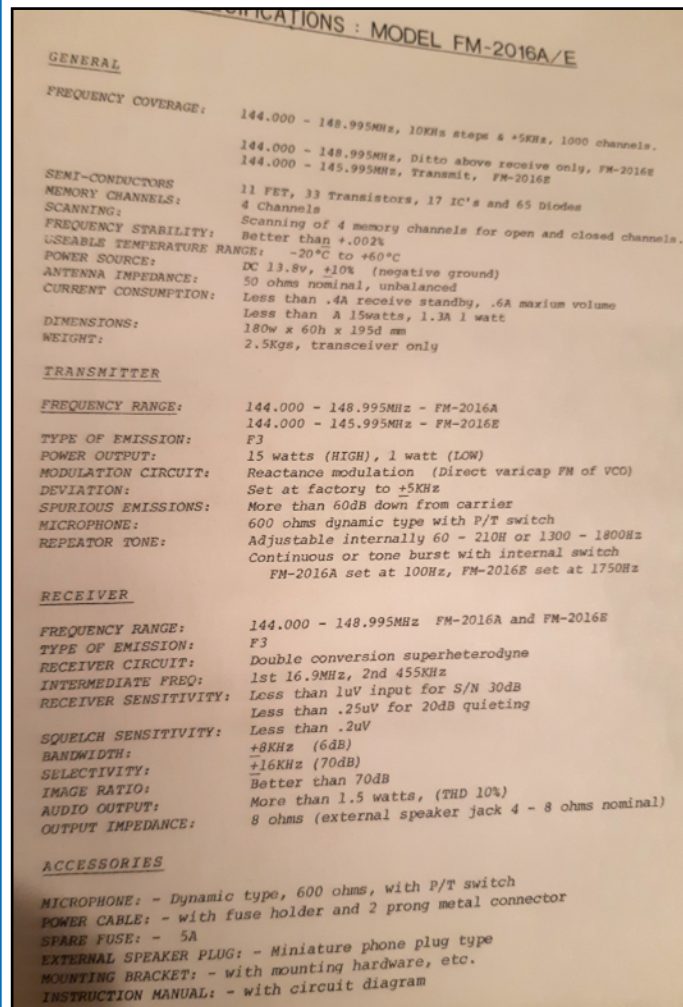 CIFICATIONS : MODEL FM-2016A/E
GENERAL
FREQUENCY COVERAGE: 144.000 - 148.995MHz, 10KHs steps & +5KHz, 1000 channels.
144.000 - 148.995MHz, Ditto above receive only, FM-2016E
144.000 - 145.995MHz, Transmit, FM-2016E
SEMI-CONDUCTORS 11 FET, 33 Transistors, 17 IC's and 65 Diodes
MEMORY CHANNELS: 4 Channels
SCANNING: Scanning of 4 memory channels for open and closed channels.
FREQUENCY STABILITY: Better than ±.002%
USEABLE TEMPERATURE RANGE: -20°C to +60°C
POWER SOURCE: DC 13.8v, ±10% (negative ground)
ANTENNA IMPEDANCE: 50 ohms nominal, unbalanced
CURRENT CONSUMPTION: Less than .4A receive standby, .6A maxium volume
Less than A 15watts, 1.3A 1 watt
DIMENSIONS: 180w x 60h x 195d mm
WEIGHT: 2.5Kgs, transceiver only
TRANSMITTER
FREQUENCY RANGE: 144.000 - 148.995MHz - FM-2016A
144.000 - 145.995MHz - FM-2016E
TYPE OF EMISSION: F3
POWER OUTPUT: 15 watts (HIGH), 1 watt (LOW)
MODULATION CIRCUIT: Reactance modulation (Direct varicap FM of VCO)
DEVIATION: Set at factory to ±5KHz
SPURIOUS EMISSIONS: More than 60dB down from carrier
MICROPHONE: 600 ohms dynamic type with P/T switch
REPEATOR TONE: Adjustable internally 60 - 210H or 1300 - 1800Hz
Continuous or tone burst with internal switch
FM-2016A set at 100Hz, FM-2016E set at 1750Hz
RECEIVER
FREQUENCY RANGE: 144.000 - 148.995MHz FM-2016A and FM-2016E
TYPE OF EMISSION: F3
RECEIVER CIRCUIT: Double conversion superheterodyne
INTERMEDIATE FREQ: 1st 16.9MHz, 2nd 455KHz
RECEIVER SENSITIVITY: Less than 1uV input for S/N 30dB
Less than .25uV for 20dB quieting
SQUELCH SENSITIVITY: Less than .2uV
BANDWIDTH: ±8KHz (6dB)
SELECTIVITY: ±16KHz (70dB)
IMAGE RATIO: Better than 70dB
AUDIO OUTPUT: More than 1.5 watts, (THD 10%)
OUTPUT IMPEDANCE: 8 ohms (external speaker jack 4 - 8 ohms nominal)
ACCESSORIES
MICROPHONE: - Dynamic type, 600 ohms, with P/T switch
POWER CABLE: - with fuse holder and 2 prong metal connector
SPARE FUSE: - 5A
EXTERNAL SPEAKER PLUG: - Miniature phone plug type
MOUNTING BRACKET: - with mounting hardware, etc.
INSTRUCTION MANUAL: - with circuit diagram